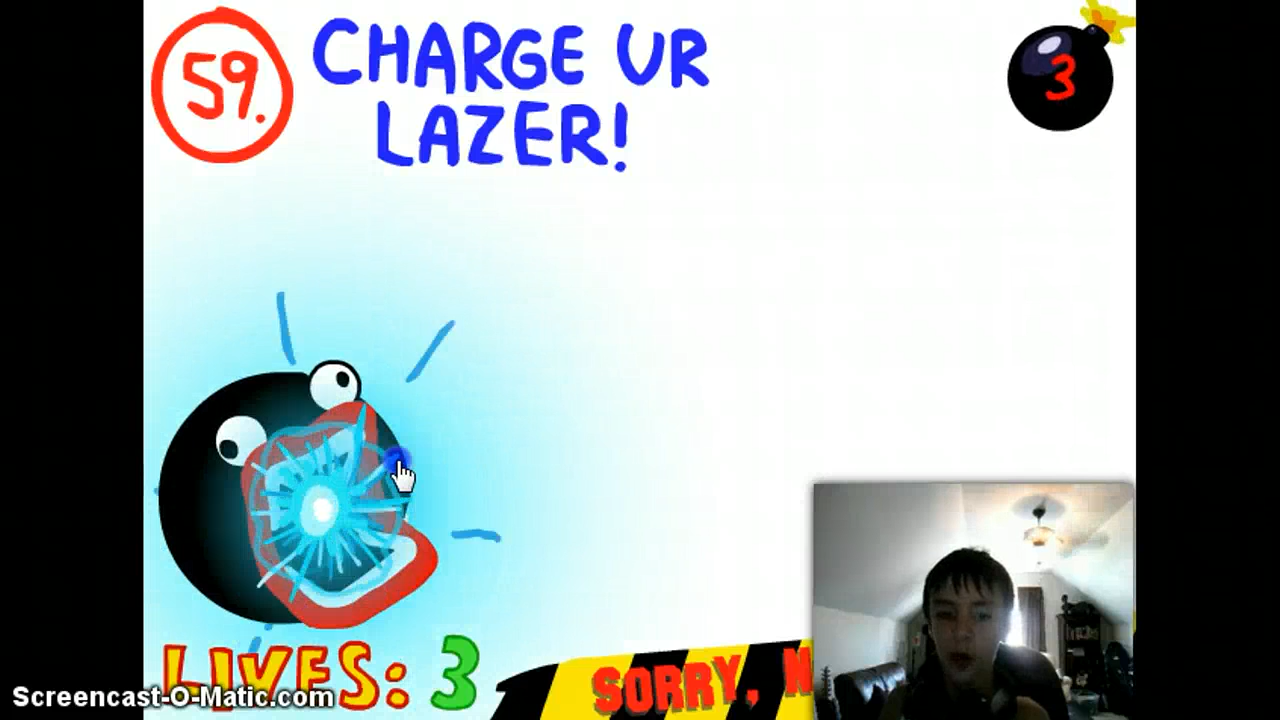 59.
CHARGE UR
LAZER!
3
LIVES: 3
SORRY, N
Screencast-O-Matic.com